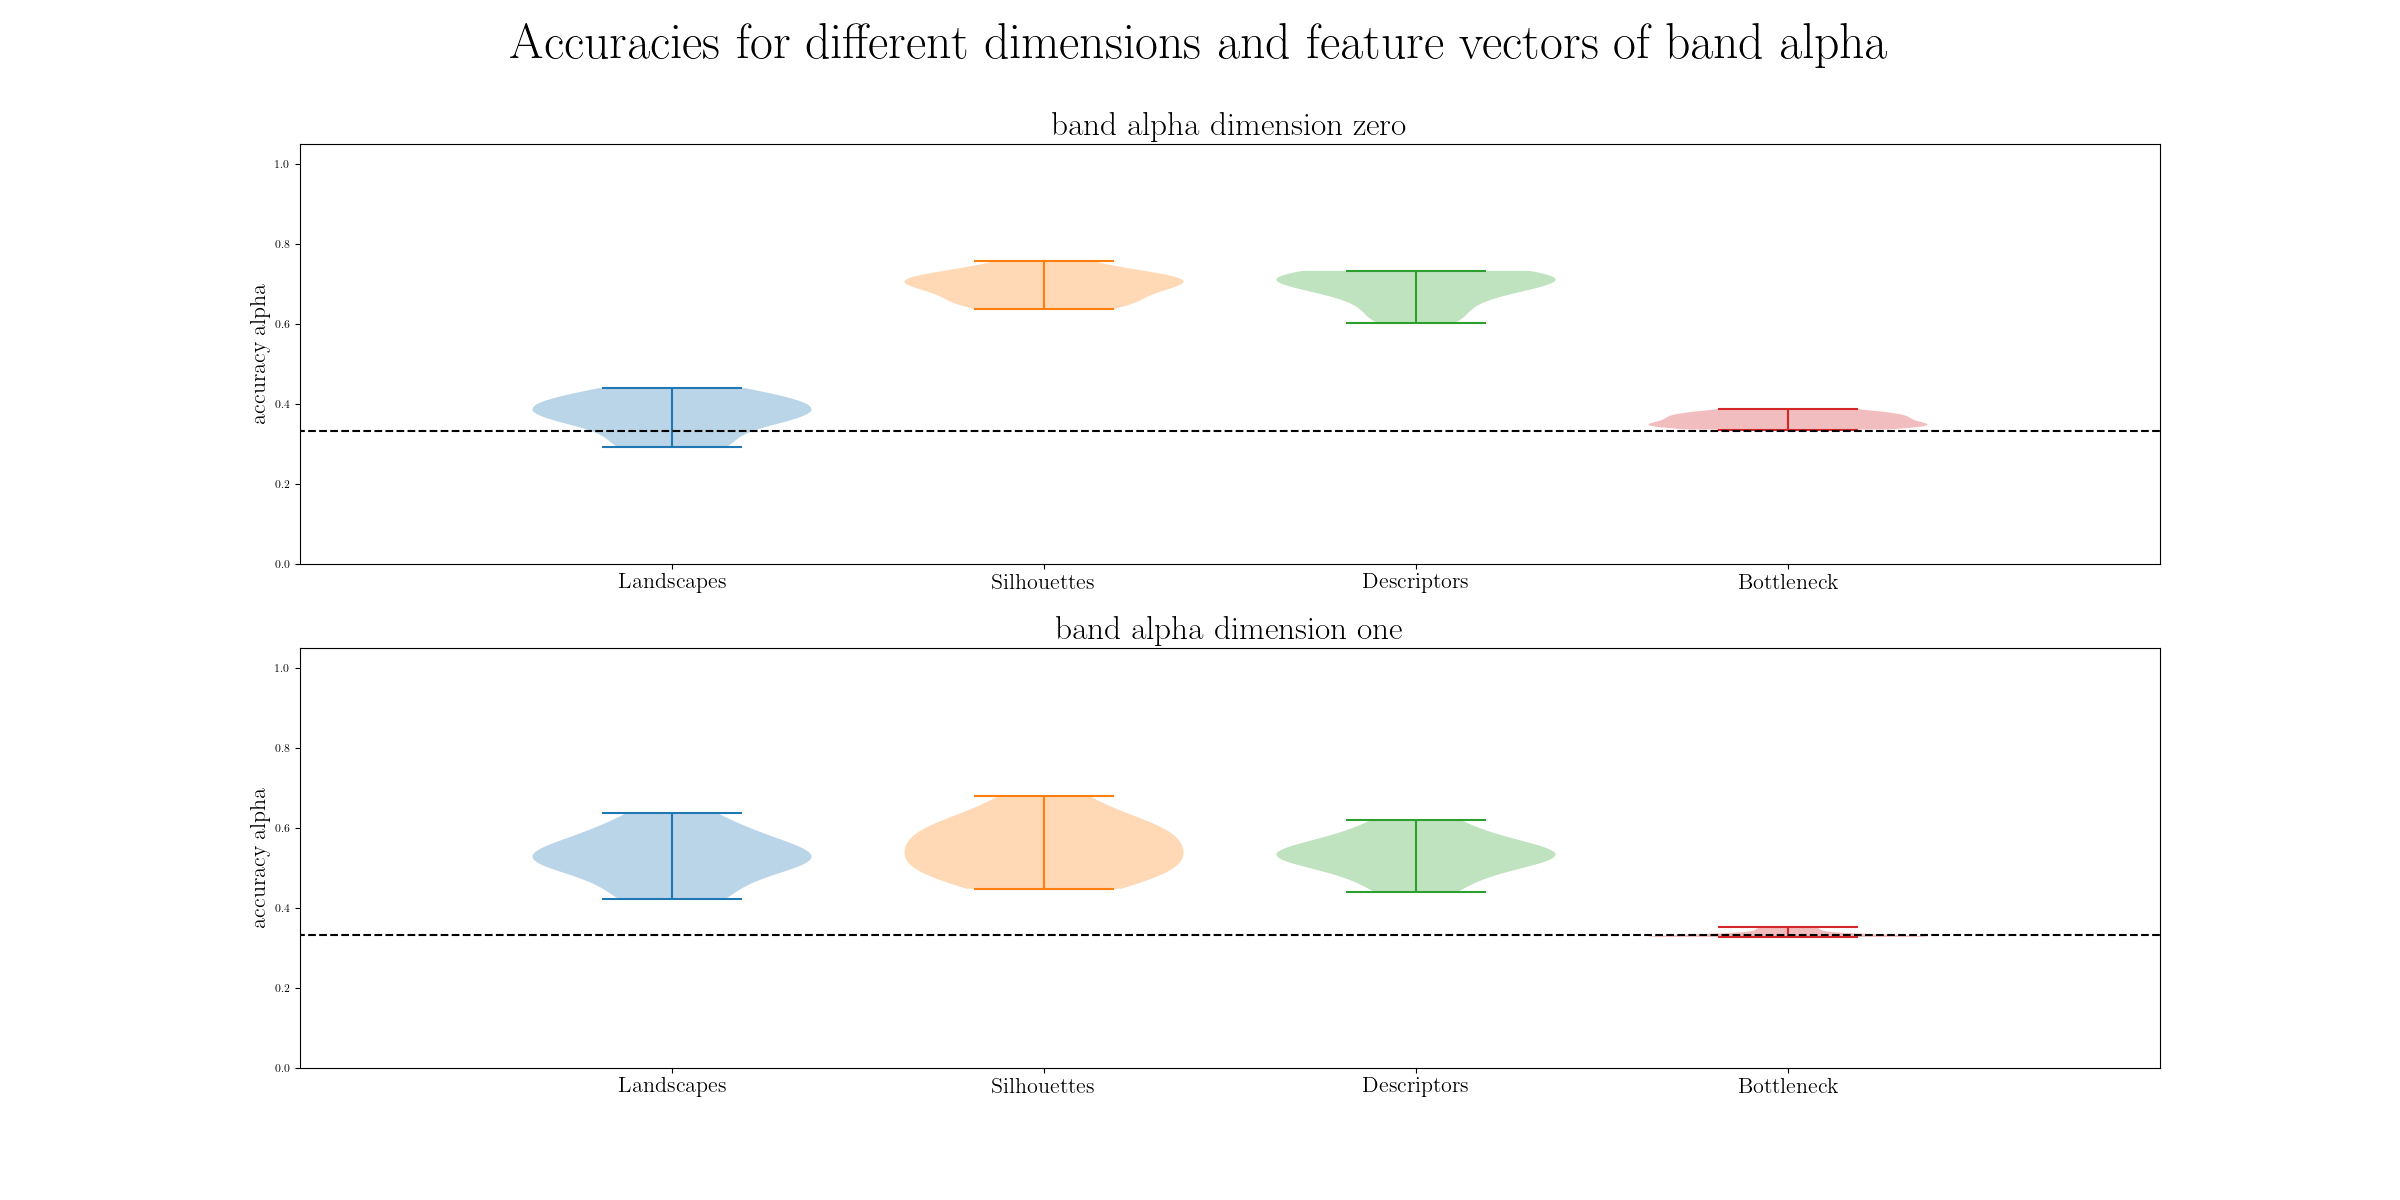 Accuracies for different dimensions and feature vectors of band alpha
band alpha dimension zero
1.0
0.8
0.6
0.4
0.2
0.0
accuracy alpha
Landscapes Silhouettes Descriptors Bottleneck
band alpha dimension one
1.0
0.8
0.6
0.4
0.2
0.0
accuracy alpha
Landscapes Silhouettes Descriptors Bottleneck